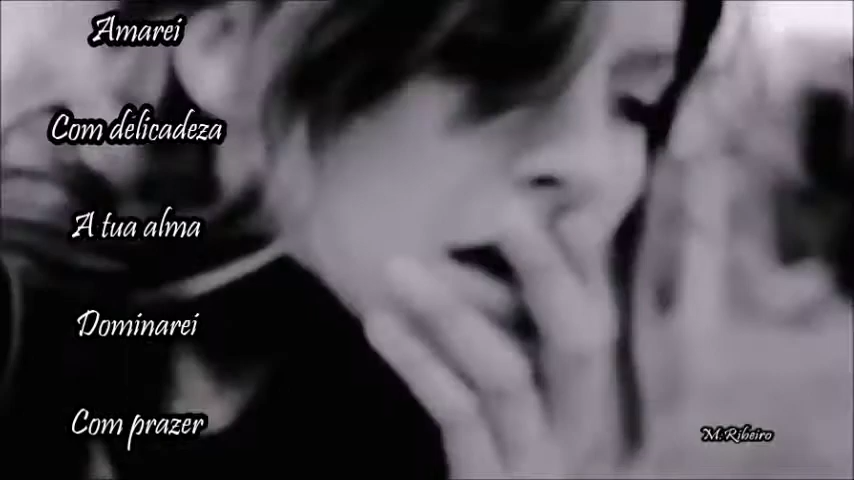 Amarei
Com delicadeza
A tua alma
Dominarei
Com prazer
M. Ribeiro